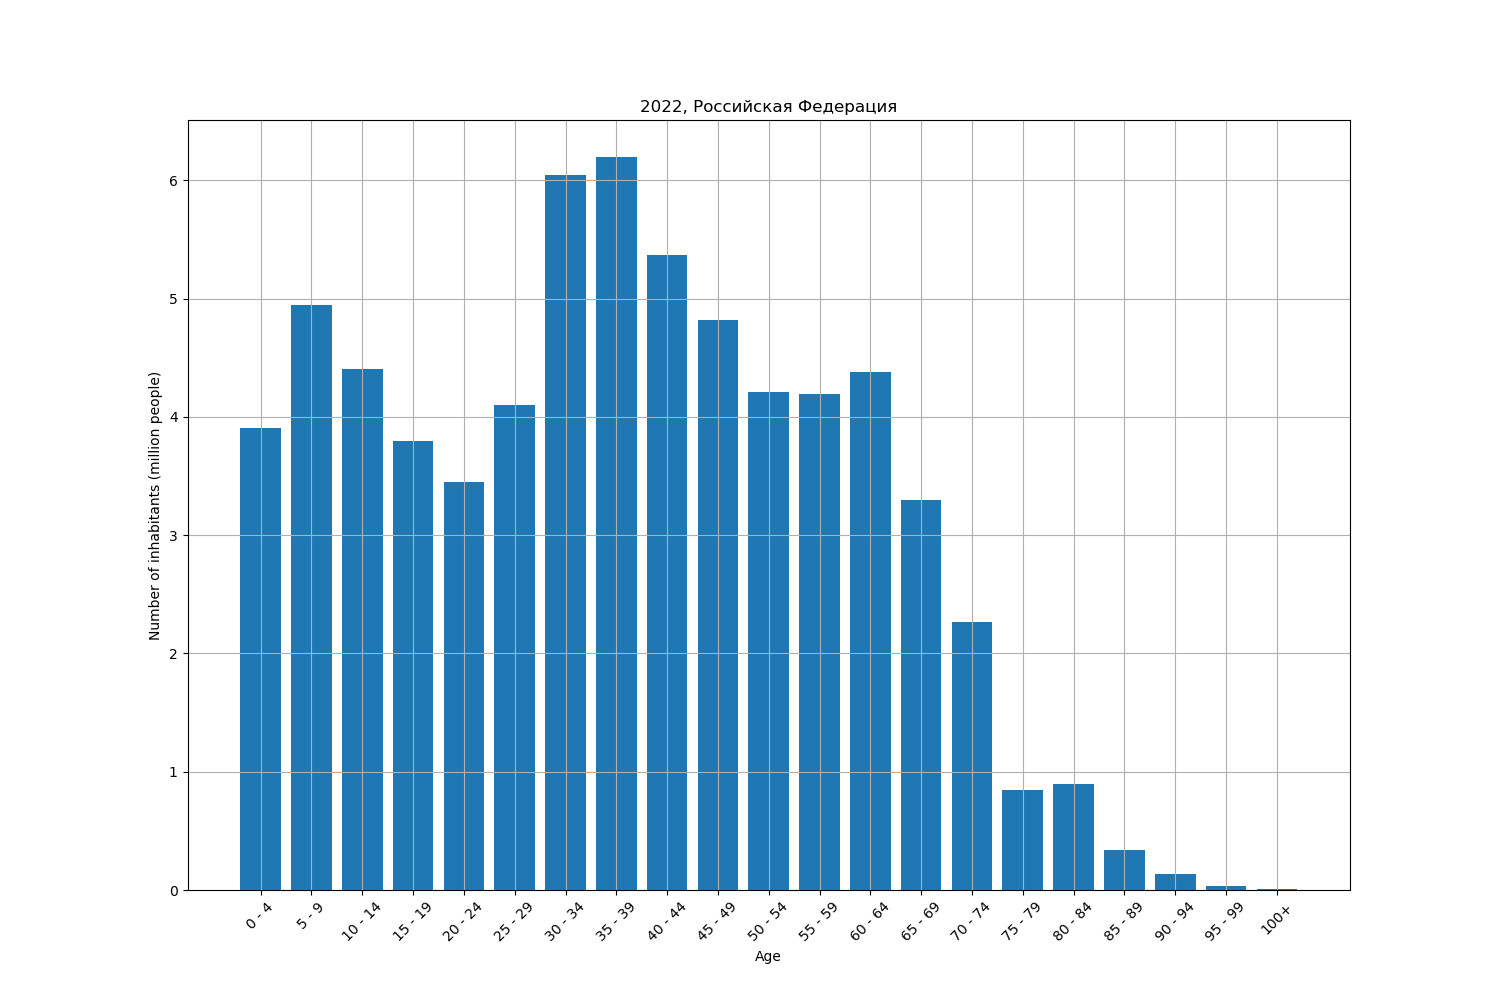 2022, Российская Федерация
Number of inhabitants (million people)
6
5
4
3
2
1
0
0 - 4
5 - 9
10 - 14
15 - 19
20 - 24
25 - 29
30 - 34
35 - 39
40 - 44
45 - 49
50 - 54
55 - 59
60 - 64
65 - 69
70 - 74
75 - 79
80 - 84
85 - 89
90 - 94
95 - 99
100+
Age